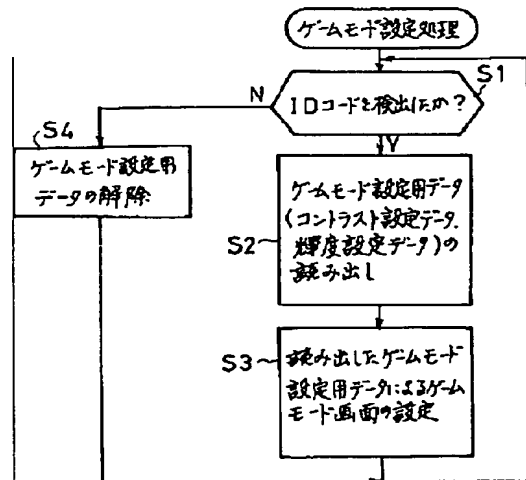 ゲームモード設定処理
S1
IDコードを検出したか？
N
Y
S4
ゲームモード設定用
データの解除
S2
ゲームモード設定用データ
(コントラスト設定データ、
輝度設定データ)の
読み出し
S3
読み出したゲームモード
設定用データによるゲーム
モード画面の設定